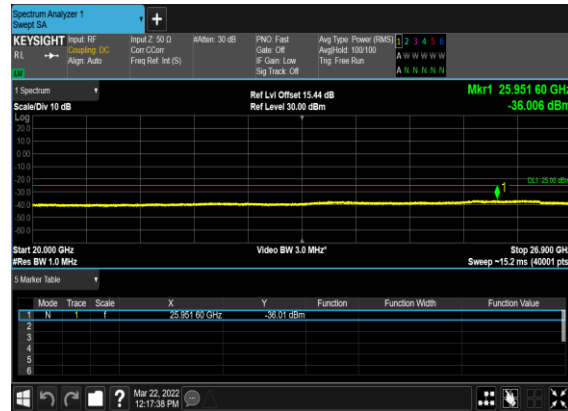 Spectrum Analyzer 1
Swept SA
KEYSIGHT Input: RF Input Z: 50 Ω #Atten: 30 dB PNO: Fast Avg Type: Power (RMS) 1 2 3 4 5 6
RL Coupling: DC Corr CCorr Gate: Off Avg|Hold: 100/100 A W W W W W
Align: Auto Freq Ref: Int (S) IF Gain: Low Trig: Free Run
Sig Track: Off A N N N N N
1 Spectrum Ref Lvl Offset 15.44 dB Mkr1 25.951 60 GHz
Scale/Div 10 dB Ref Level 30.00 dBm -36.006 dBm
Log
20.0
10.0
0.00
-10.0
-20.0
DL1 -25.00 dBm
1
-30.0
-40.0
-50.0
-60.0
Start 20.000 GHz Video BW 3.0 MHz* Stop 26.900 GHz
#Res BW 1.0 MHz Sweep ~15.2 ms (40001 pts)
5 Marker Table
Mode Trace Scale X Y Function Function Width Function Value
1 N 1 f 25.951 60 GHz -36.01 dBm
2
3
4
5
6
Mar 22, 2022
12:17:38 PM